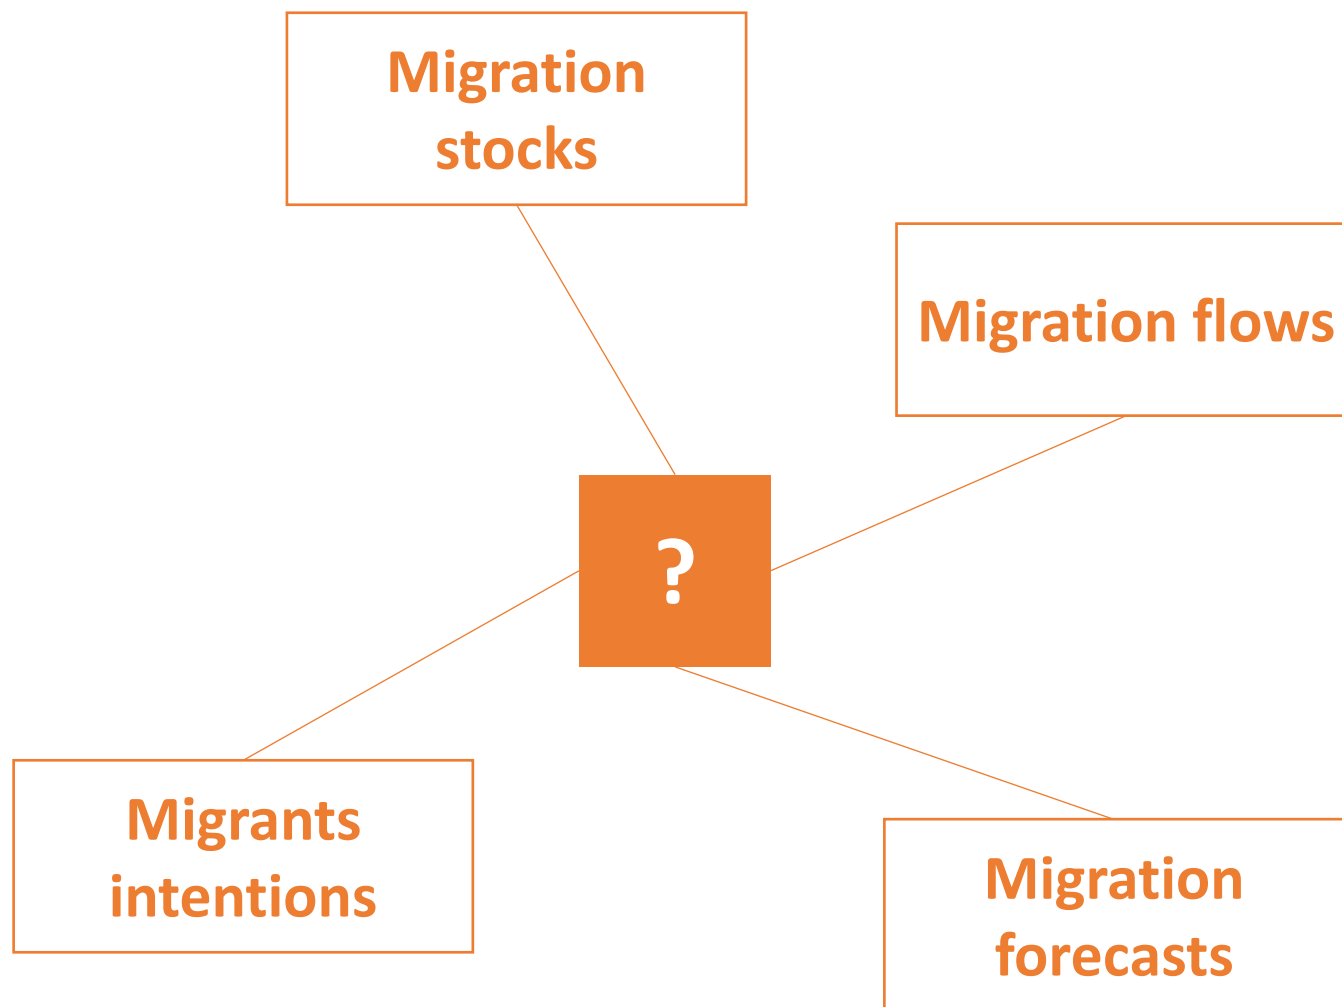 Migration
stocks
Migration flows
?
Migrants
intentions
Migration
forecasts